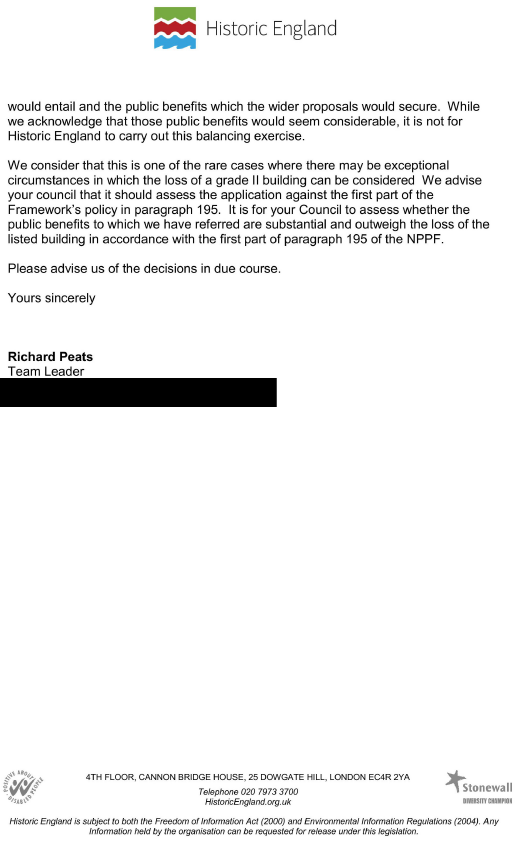 Historic England
would entail and the public benefits which the wider proposals would secure.  While
we acknowledge that those public benefits would seem considerable, it is not for
Historic England to carry out this balancing exercise.
We consider that this is one of the rare cases where there may be exceptional
circumstances in which the loss of a grade II building can be considered  We advise
your council that it should assess the application against the first part of the
Framework's policy in paragraph 195.  It is for your Council to assess whether the
public benefits to which we have referred are substantial and outweigh the loss of the
listed building in accordance with the first part of paragraph 195 of the NPPF.
Please advise us of the decisions in due course.
Yours sincerely
Richard Peats
Team Leader
POSITIVE ABOUT DISABLED PEOPLE
4TH FLOOR, CANNON BRIDGE HOUSE, 25 DOWGATE HILL, LONDON EC4R 2YA
Telephone 020 7973 3700
HistoricEngland.org.uk
Stonewall
DIVERSITY CHAMPION
Historic England is subject to both the Freedom of Information Act (2000) and Environmental Information Regulations (2004). Any
Information held by the organisation can be requested for release under this legislation.